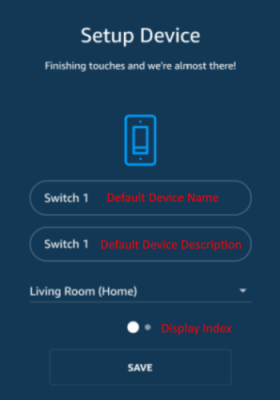 Setup Device
Finishing touches and we're almost there!
Switch 1 Default Device Name
Switch 1 Default Device Description
Living Room (Home)
Display Index
SAVE